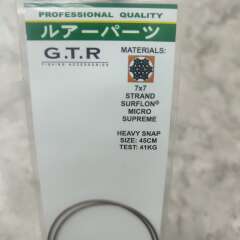 PROFESSIONAL QUALITY
ルアーパーツ
G.T.R
FISHING ACCESSORIES
MATERIALS:
7x7
STRAND
SURFLON®
MICRO
SUPREME
HEAVY SNAP
SIZE: 45CM
TEST: 41KG